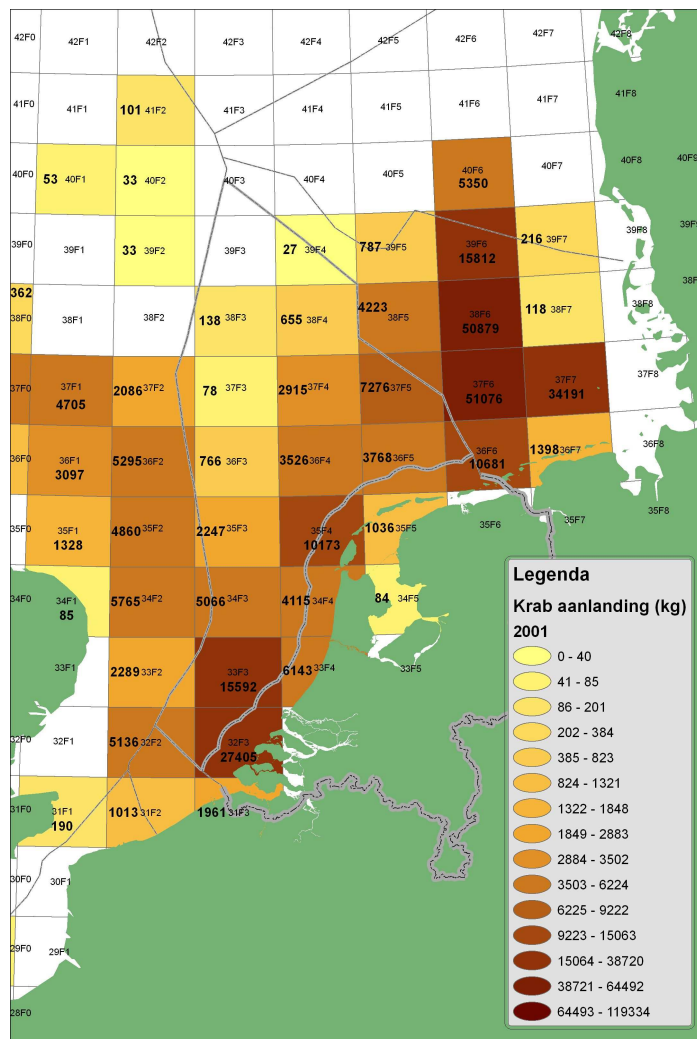 42F0 42F1 42F2 42F3 42F4 42F5 42F6 42F7 42F8
41F0 41F1 101 41F2 41F3 41F4 41F5 41F6 41F7 41F8
40F0 53 40F1 33 40F2 40F3 40F4 40F5 40F6 40F7 40F8 40F9
5350
39F0 39F1 33 39F2 39F3 27 39F4 787 39F5 39F6 216 39F7 39F8 39F9
15812
362
38F0 38F1 38F2 138 38F3 655 38F4 4223 38F5 38F6 118 38F7 38F8
50879
37F0 37F1 2086 37F2 78 37F3 2915 37F4 7276 37F5 37F6 37F7 37F8
4705 51076 34191
36F0 36F1 5295 36F2 766 36F3 3526 36F4 3768 36F5 36F6 1398 36F7 36F8
3097 10681
35F0 35F1 4860 35F2 2247 35F3 35F4 1036 35F5 35F6 35F7 35F8
1328 10173
34F0 34F1 5765 34F2 5066 34F3 4115 34F4 84 34F5
85
33F1 2289 33F2 33F3 6143 33F4 33F5
15592
32F0 32F1 5136 32F2 32F3
27405
31F0 31F1 1013 31F2 1961 31F3
190
30F0 30F1
29F0 29F1
28F0
Legenda
Krab aanlanding (kg)
2001
0 - 40
41 - 85
86 - 201
202 - 384
385 - 823
824 - 1321
1322 - 1848
1849 - 2883
2884 - 3502
3503 - 6224
6225 - 9222
9223 - 15063
15064 - 38720
38721 - 64492
64493 - 119334